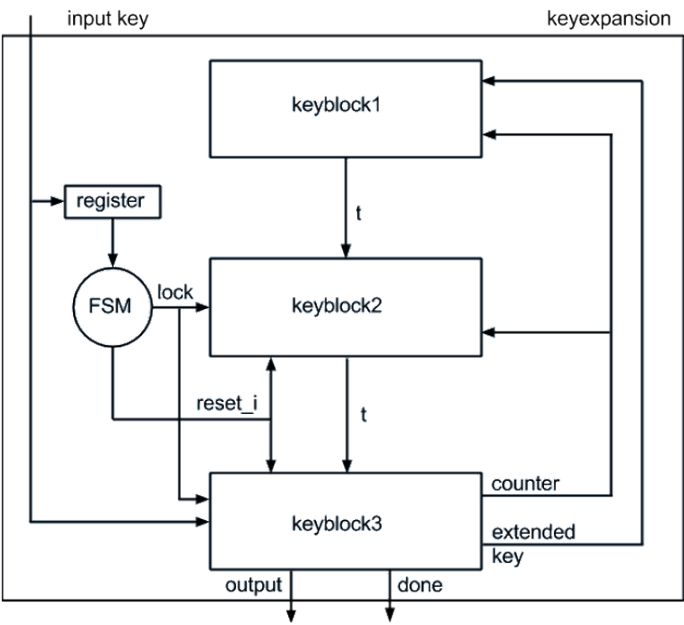 input key
keyexpansion
keyblock1
register
t
lock
FSM
keyblock2
reset_i
t
counter
keyblock3
extended
key
output
done